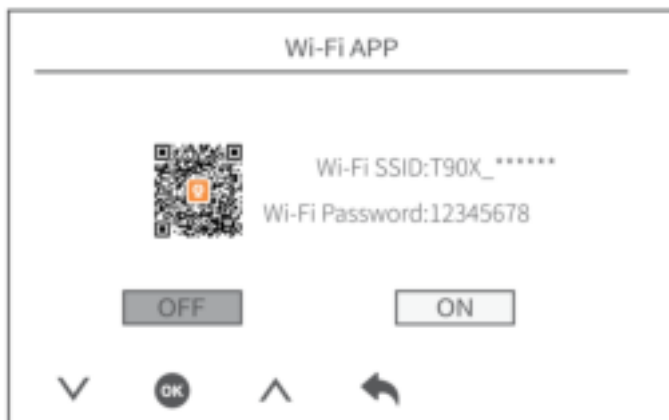 Wi-Fi APP
Wi-Fi SSID:T90X_******
Wi-Fi Password:12345678
OFF
ON
OK